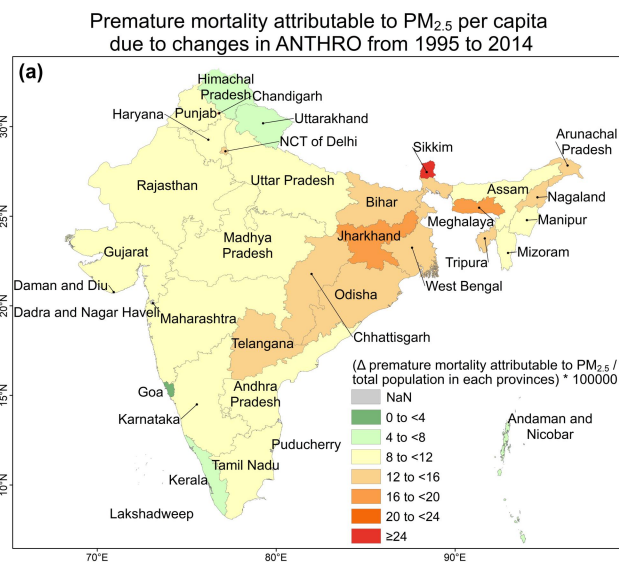 Premature mortality attributable to PM2.5 per capita
due to changes in ANTHRO from 1995 to 2014
(a)
Himachal
Pradesh
Chandigarh
Haryana
Punjab
Uttarakhand
NCT of Delhi
Sikkim
Arunachal
Pradesh
Rajasthan
Uttar Pradesh
Bihar
Assam
Nagaland
Meghalaya
Manipur
Gujarat
Madhya
Pradesh
Jharkhand
Tripura
Mizoram
Daman and Diu
West Bengal
Odisha
Dadra and Nagar Haveli
Maharashtra
Chhattisgarh
Telangana
Goa
Andhra
Pradesh
Karnataka
Puducherry
Tamil Nadu
Kerala
Lakshadweep
Andaman and
Nicobar
(Δ premature mortality attributable to PM2.5 /
total population in each provinces) * 100000
NaN
0 to <4
4 to <8
8 to <12
12 to <16
16 to <20
20 to <24
≥24
30°N
25°N
20°N
15°N
10°N
70°E
80°E
90°E